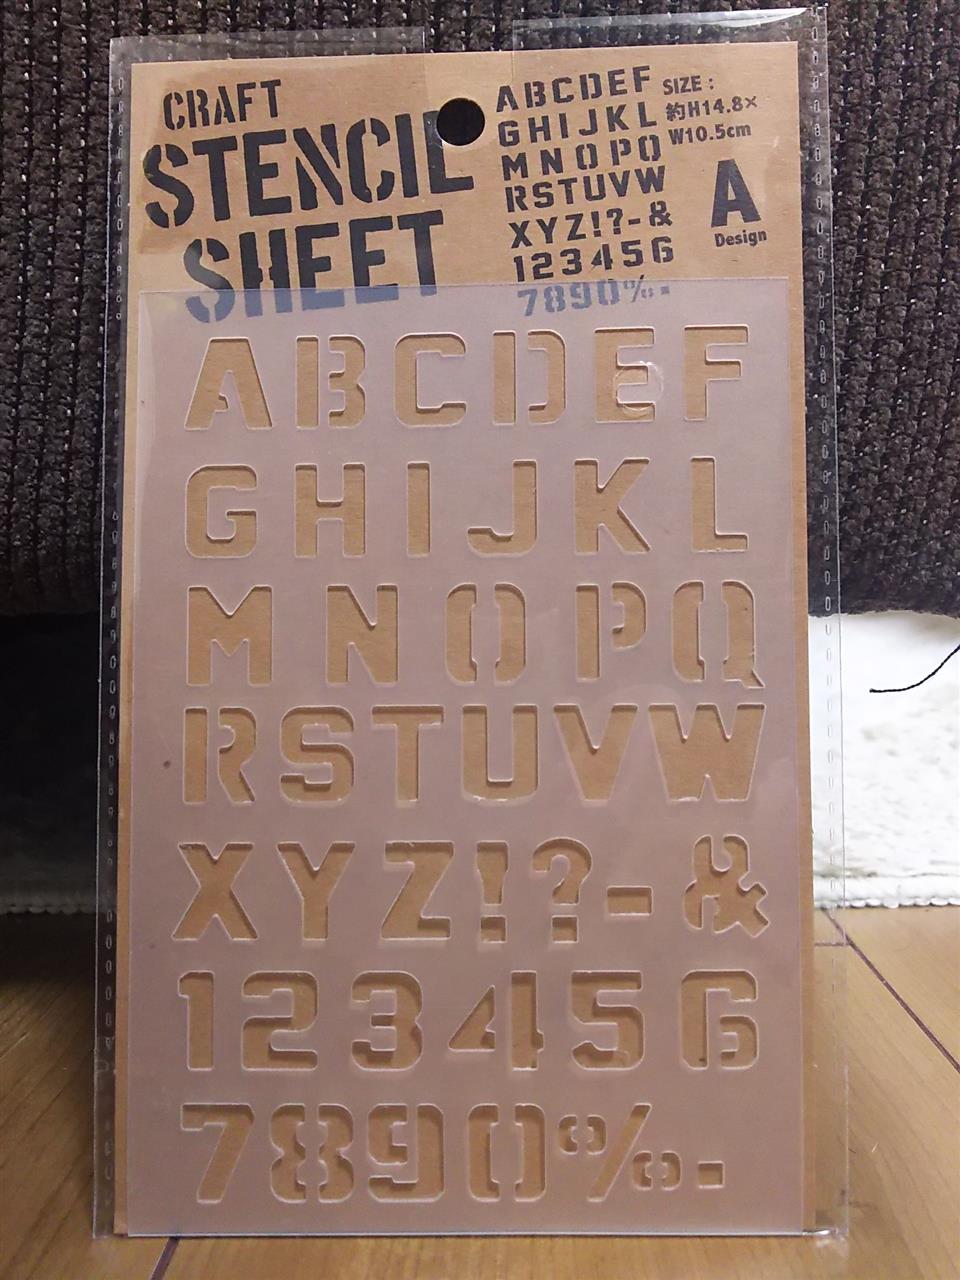 CRAFT
STENCIL
SHEET
ABCDEF
GHIJKL
MNOPQ
RSTUVW
XYZ!?-&
123456
7890%.
SIZE :
約H14.8×
W10.5cm
A
Design
ABCDEF
GHIJKL
MNOPQ
RSTUVW
XYZ!?-&
123456
7890%.